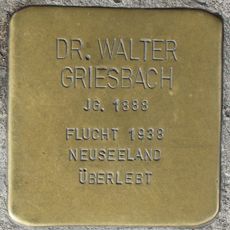 DR. WALTER
GRIESBACH
JG. 1888
FLUCHT 1938
NEUSEELAND
ÜBERLEBT